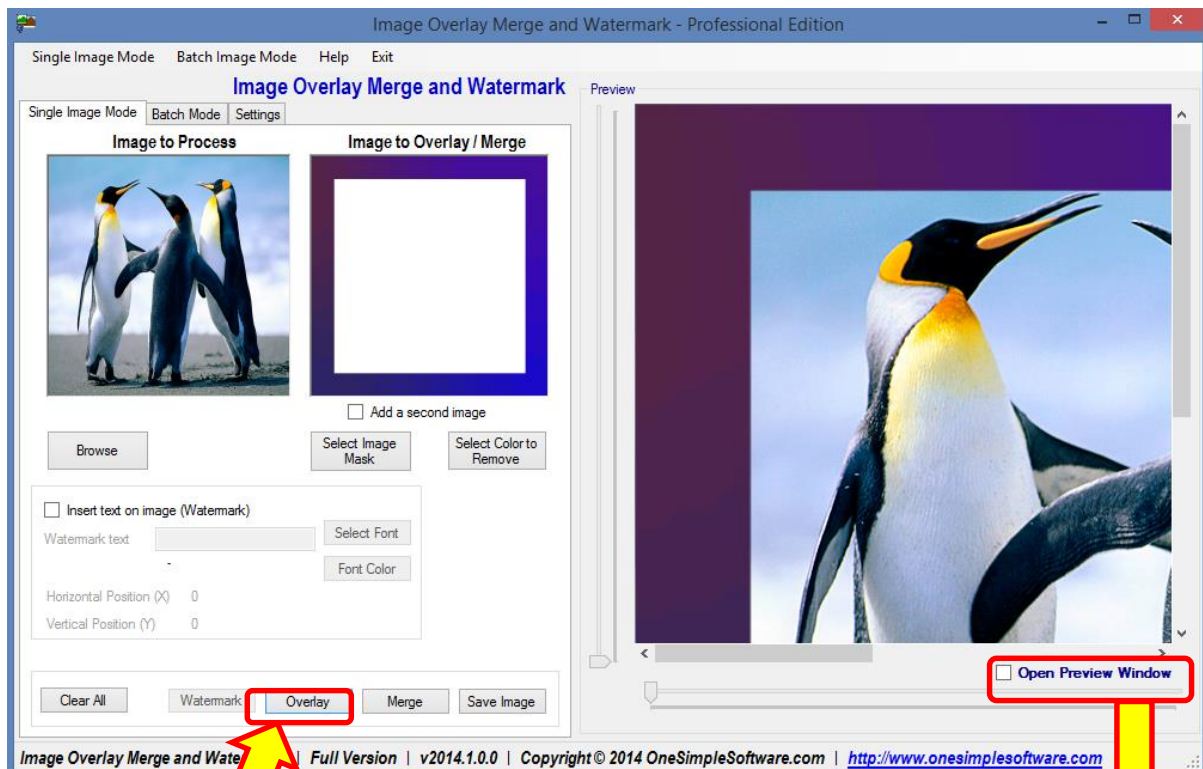 Image Overlay Merge and Watermark - Professional Edition
Single Image Mode Batch Image Mode Help Exit
Image Overlay Merge and Watermark
Single Image Mode Batch Mode Settings
Image to Process Image to Overlay / Merge
Add a second image
Browse
Select Image
Mask
Select Color to
Remove
Insert text on image (Watermark)
Watermark text
Select Font
-
Font Color
Horizontal Position (X) 0
Vertical Position (Y) 0
Clear All Watermark Overlay Merge Save Image
Preview
Open Preview Window
Image Overlay Merge and | Full Version | v2014.1.0.0 | Copyright © 2014 OneSimpleSoftware.com | http://www.onesimplesoftware.com